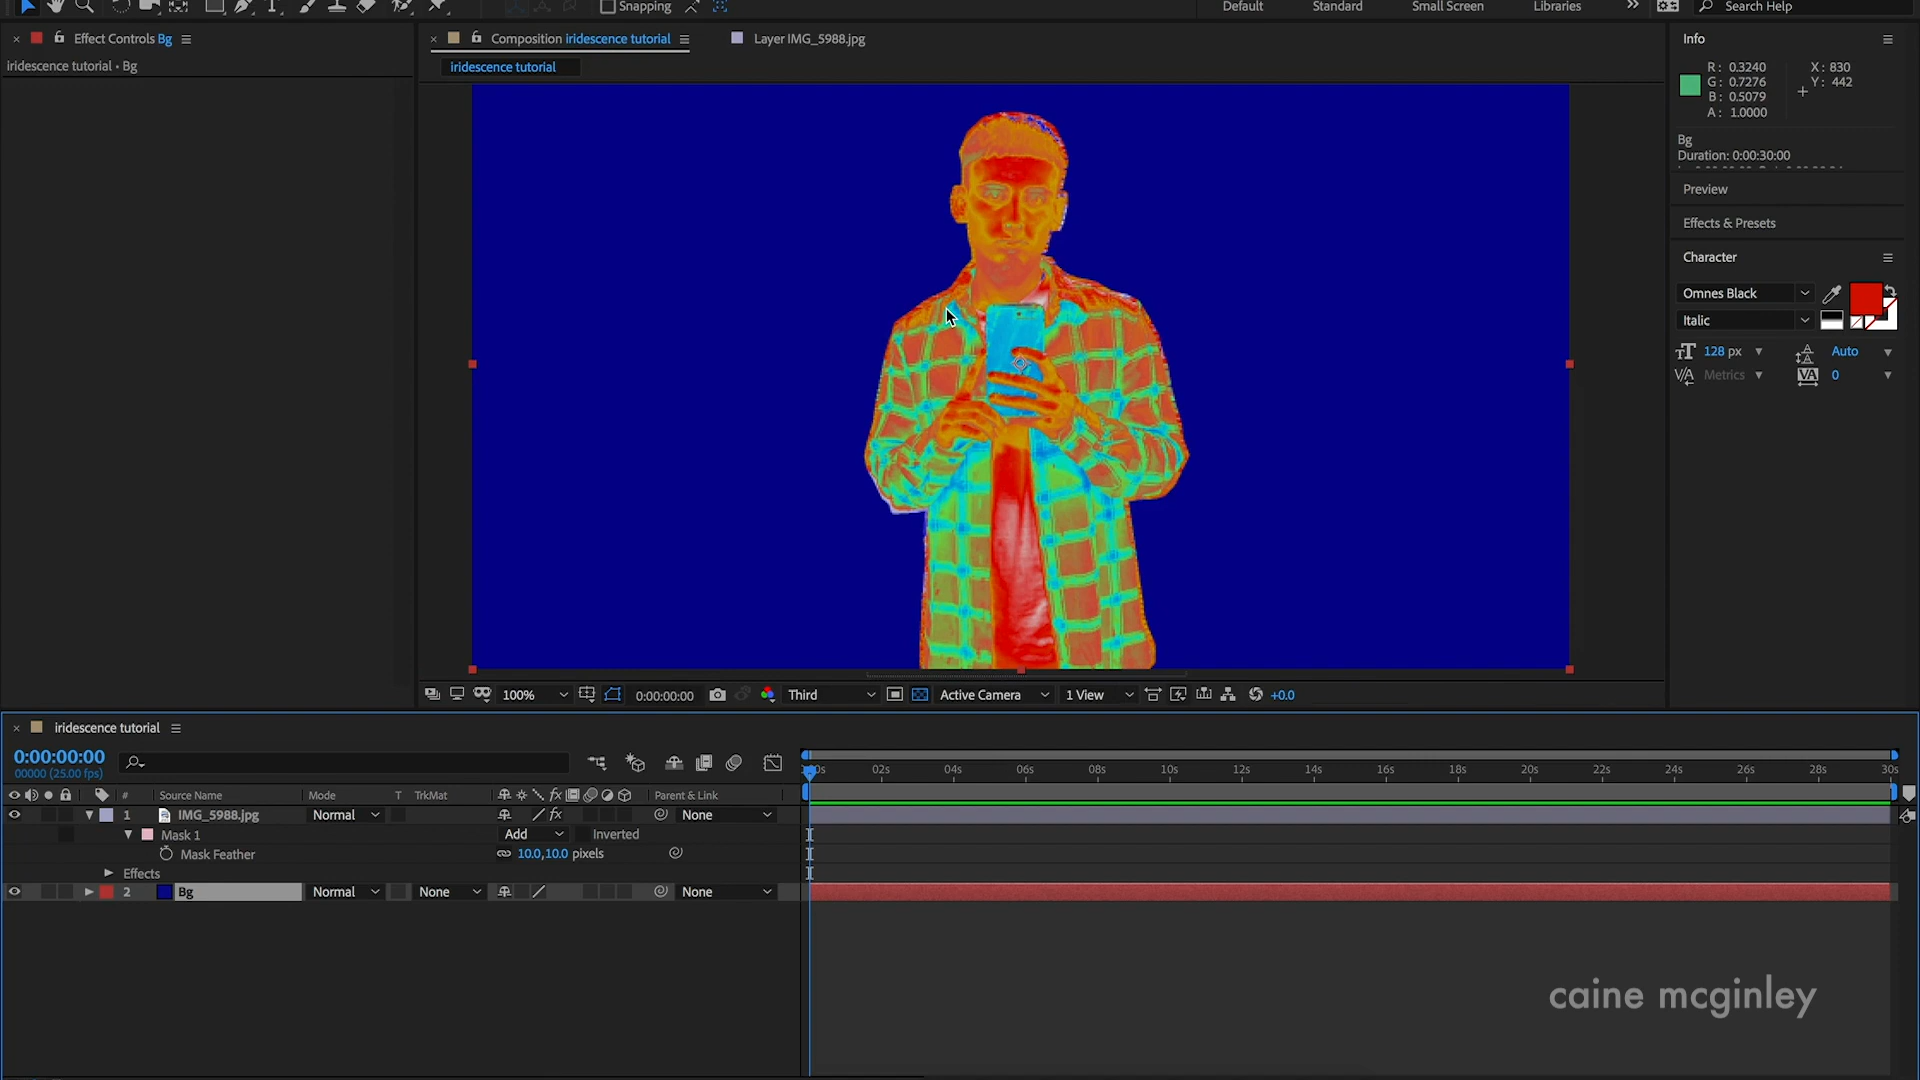 Snapping
Default
Standard
Small Screen
Libraries
Search Help
Effect Controls Bg
iridescence tutorial • Bg
Composition iridescence tutorial
Layer IMG_5988.jpg
iridescence tutorial
Info
R: 0.3240
G: 0.7276
B: 0.5079
A: 1.0000
X: 830
Y: 442
Bg
Duration: 0:00:30:00
Preview
Effects & Presets
Character
Omnes Black
Italic
128 px
Auto
Metrics
0
100%
0:00:00:00
Third
Active Camera
1 View
+0.0
iridescence tutorial
0:00:00:00
00000 (25.00 fps)
02s 04s 06s 08s 10s 12s 14s 16s 18s 20s 22s 24s 26s 28s 30s
# Source Name Mode T TrkMat Parent & Link
1 IMG_5988.jpg Normal None
Mask 1 Add Inverted
Mask Feather 10.0,10.0 pixels
Effects
2 Bg Normal None None
caine mcginley